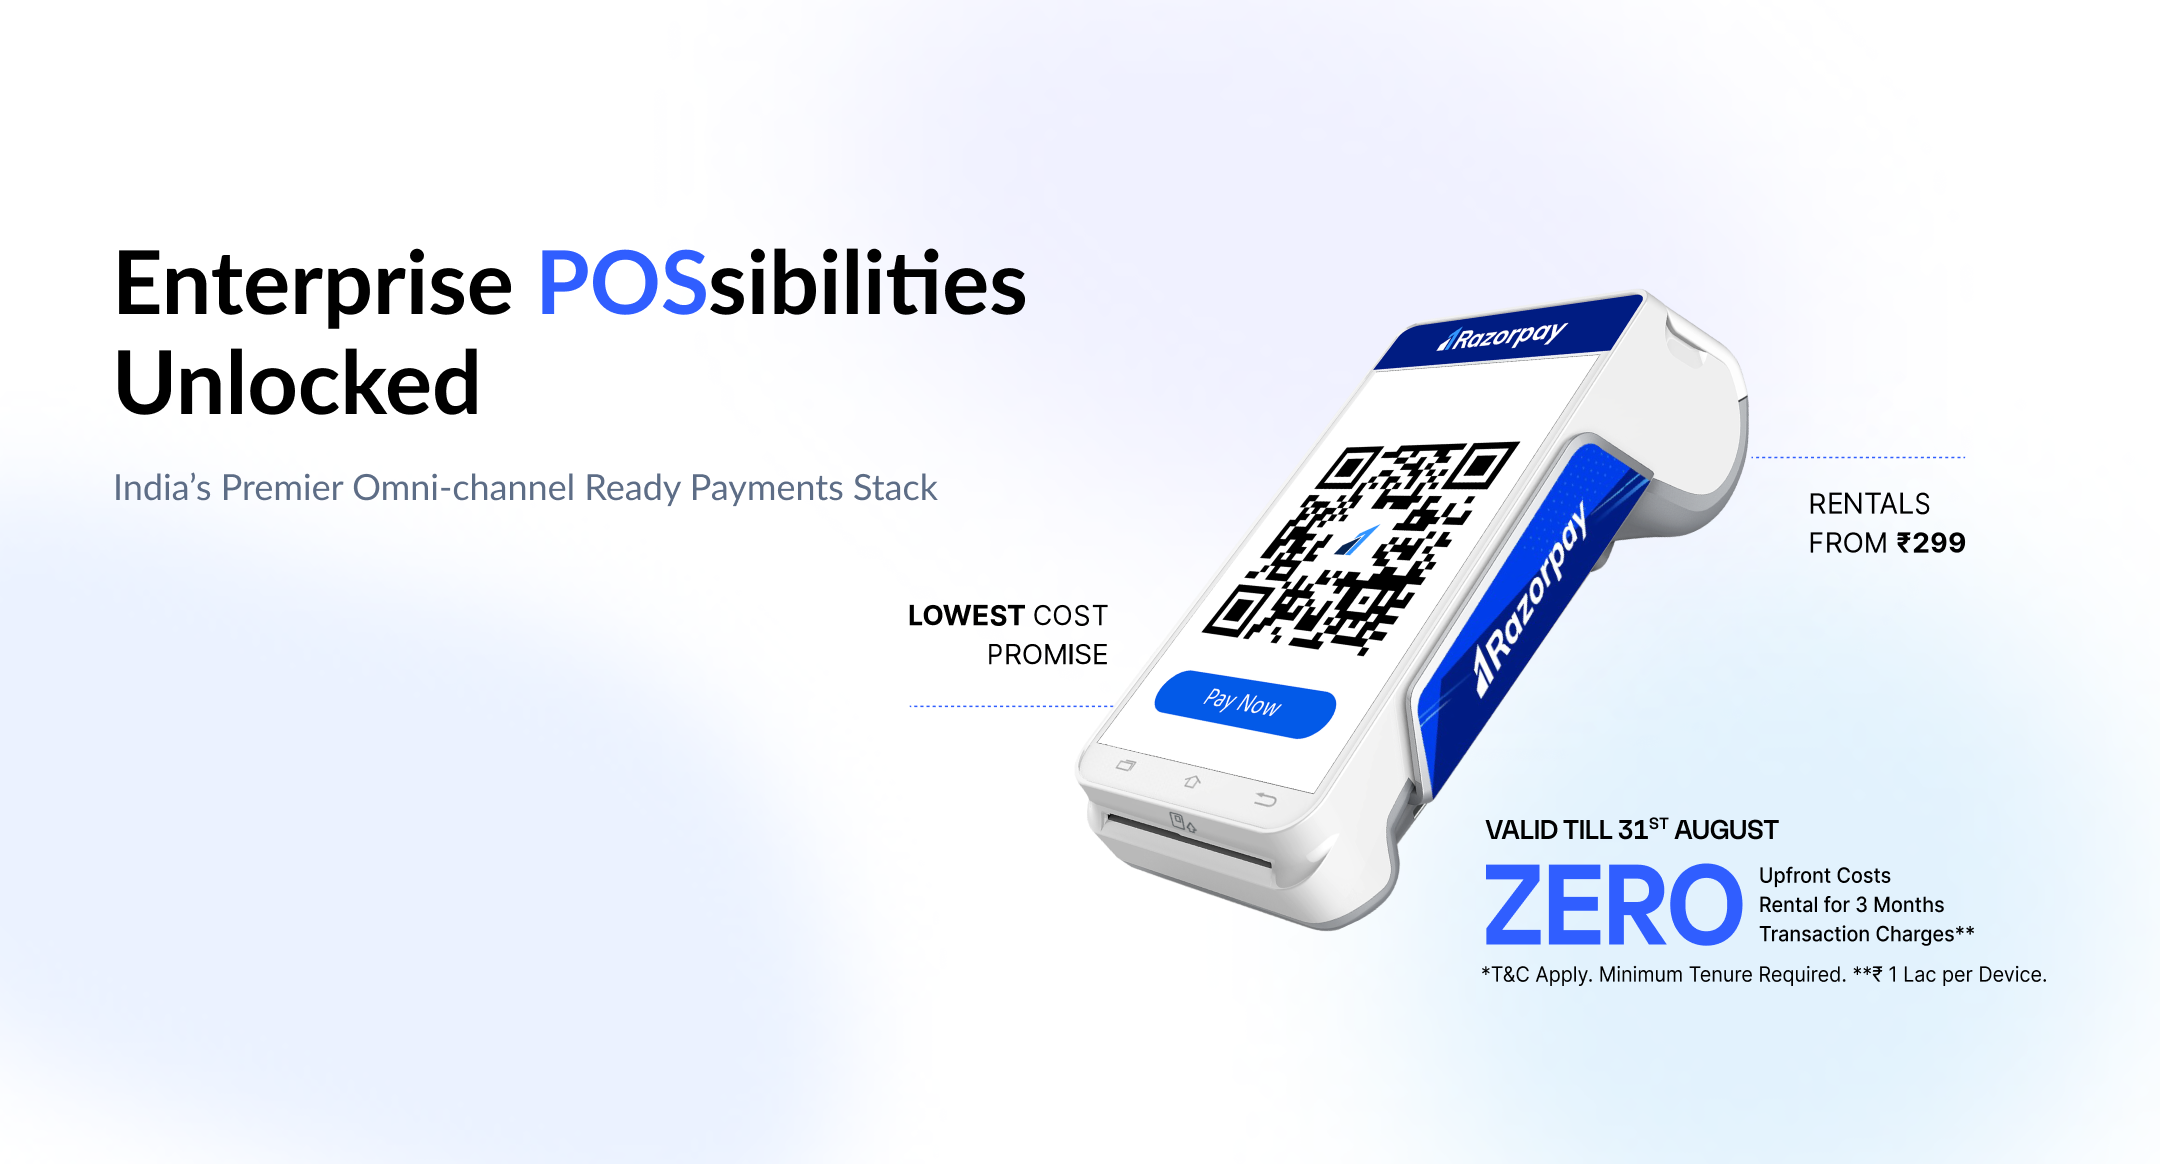 Enterprise POSsibilities
Unlocked
India's Premier Omni-channel Ready Payments Stack
Razorpay
RENTALS
FROM ₹299
LOWEST COST
PROMISE
Razorpay
Pay Now
VALID TILL 31ST AUGUST
ZERO
Upfront Costs
Rental for 3 Months
Transaction Charges**
*T&C Apply. Minimum Tenure Required. **₹ 1 Lac per Device.